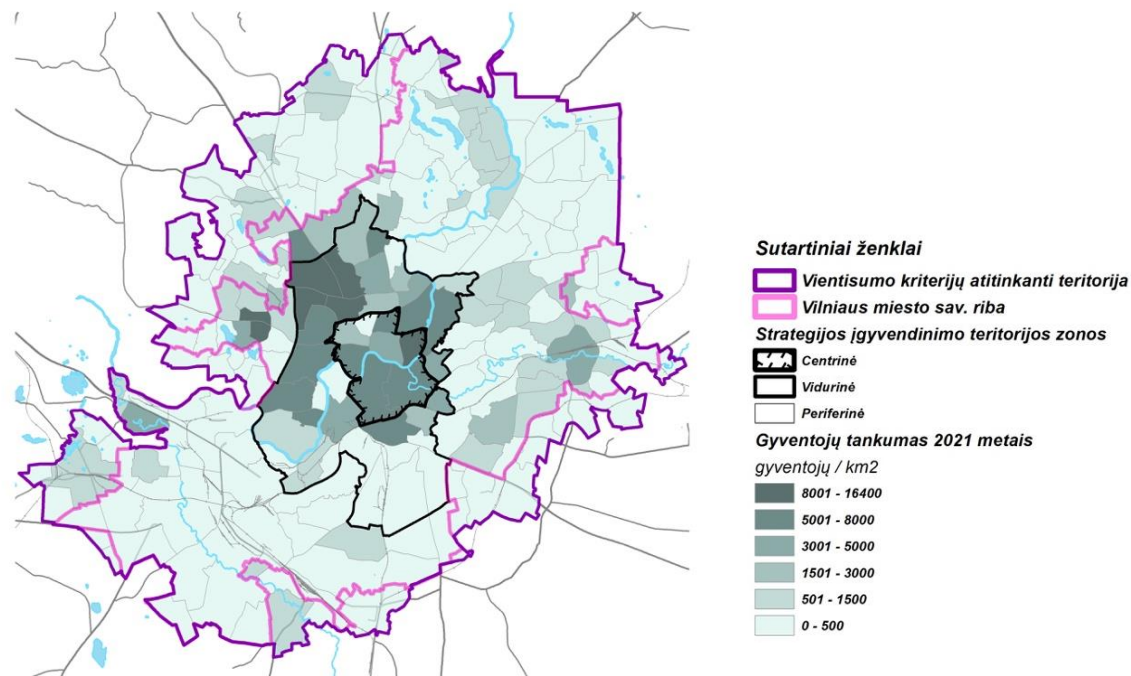 Sutartiniai ženklai
Vientisumo kriterijų atitinkanti teritorija
Vilniaus miesto sav. riba
Strategijos įgyvendinimo teritorijos zonos
Centrinė
Vidurinė
Periferinė
Gyventojų tankumas 2021 metais
gyventojų / km2
8001 - 16400
5001 - 8000
3001 - 5000
1501 - 3000
501 - 1500
0 - 500